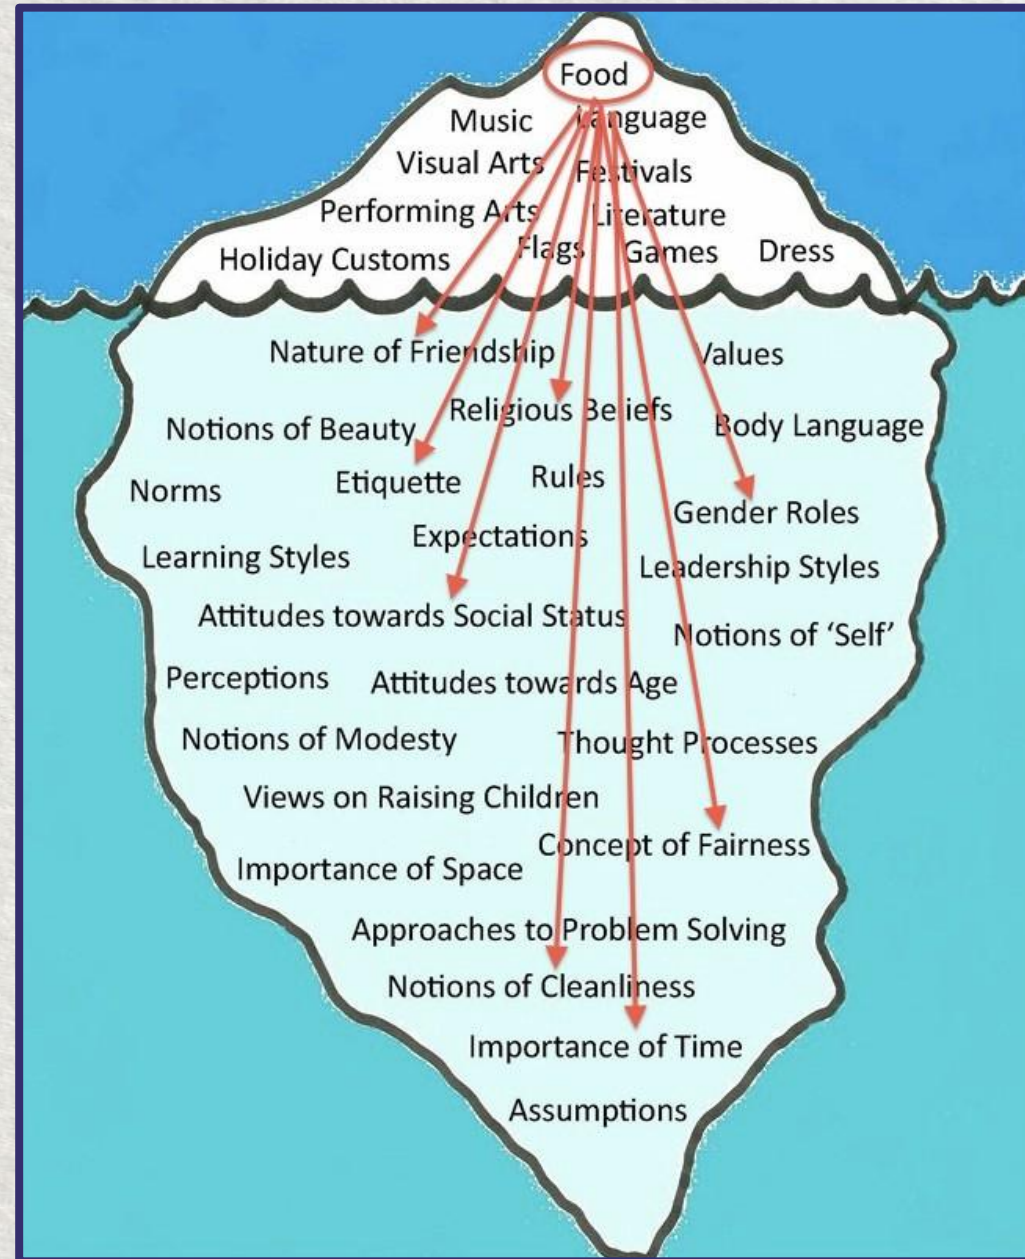 Food
Music Language
Visual Arts Festivals
Performing Arts Literature
Holiday Customs Flags Games Dress
Nature of Friendship Values
Religious Beliefs
Notions of Beauty Body Language
Etiquette Rules
Norms
Gender Roles
Expectations
Learning Styles Leadership Styles
Attitudes towards Social Status
Notions of ‘Self’
Perceptions Attitudes towards Age
Notions of Modesty Thought Processes
Views on Raising Children
Concept of Fairness
Importance of Space
Approaches to Problem Solving
Notions of Cleanliness
Importance of Time
Assumptions